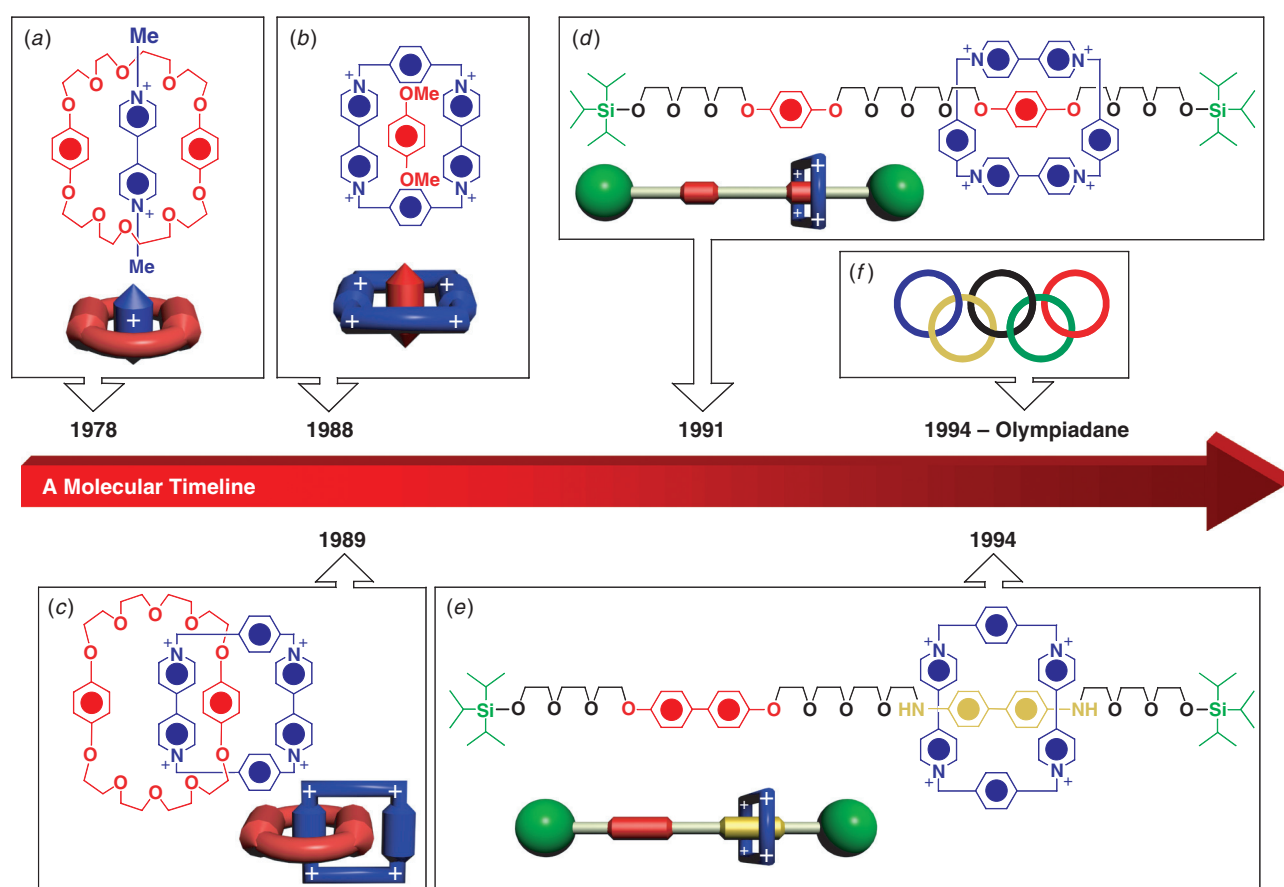 (a)
Me
O O O O O O O O O O
N+
N+
Me
1978
(b)
OMe
OMe
N+ N+
N+ N+
1988
(d)
Si O O O O O O O O O O O Si
N+ N+
N+ N+
1991
(f)
1994 – Olympiadane
A Molecular Timeline
1989
(c)
O O O O O O O O O O
N+ N+
N+ N+
1994
(e)
Si O O O O O O O O HN NH O O O Si
N+ N+
N+ N+